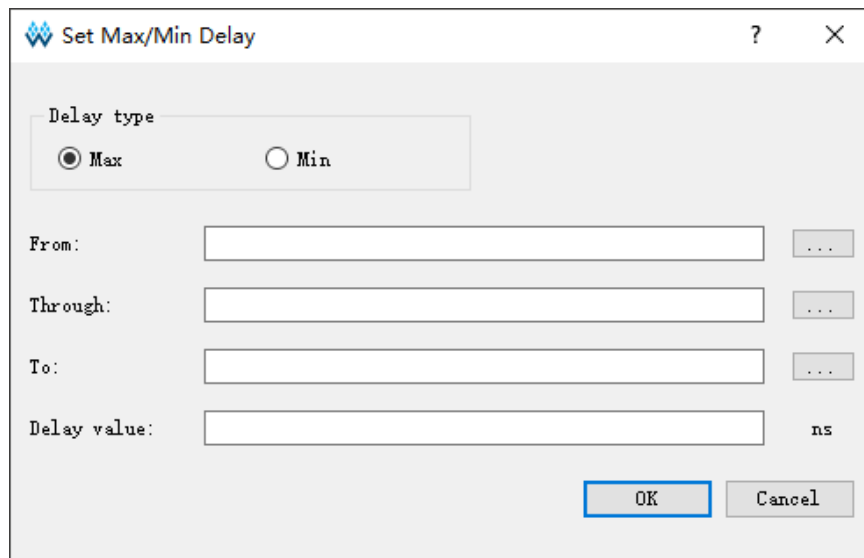 Set Max/Min Delay ?
Delay type
Max Min
From: ...
Through: ...
To: ...
Delay value: ns
OK Cancel